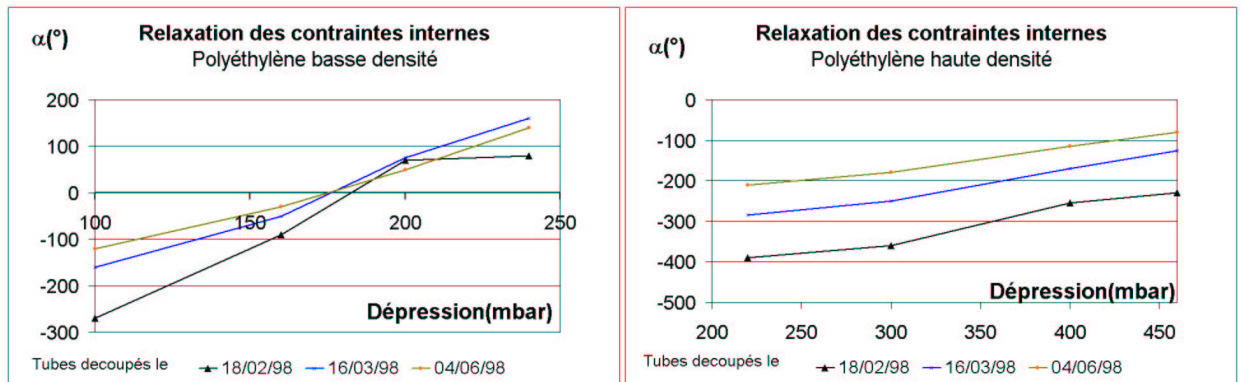 α(°)
Relaxation des contraintes internes
Polyéthylène basse densité
200
100
0
-100
-200
-300
100
150
200
250
Dépression(mbar)
Tubes decoupés le
18/02/98
16/03/98
04/06/98
α(°)
Relaxation des contraintes internes
Polyéthylène haute densité
0
-100
-200
-300
-400
-500
Dépression(mbar)
200
250
300
350
400
450
Tubes decoupés le
18/02/98
16/03/98
04/06/98